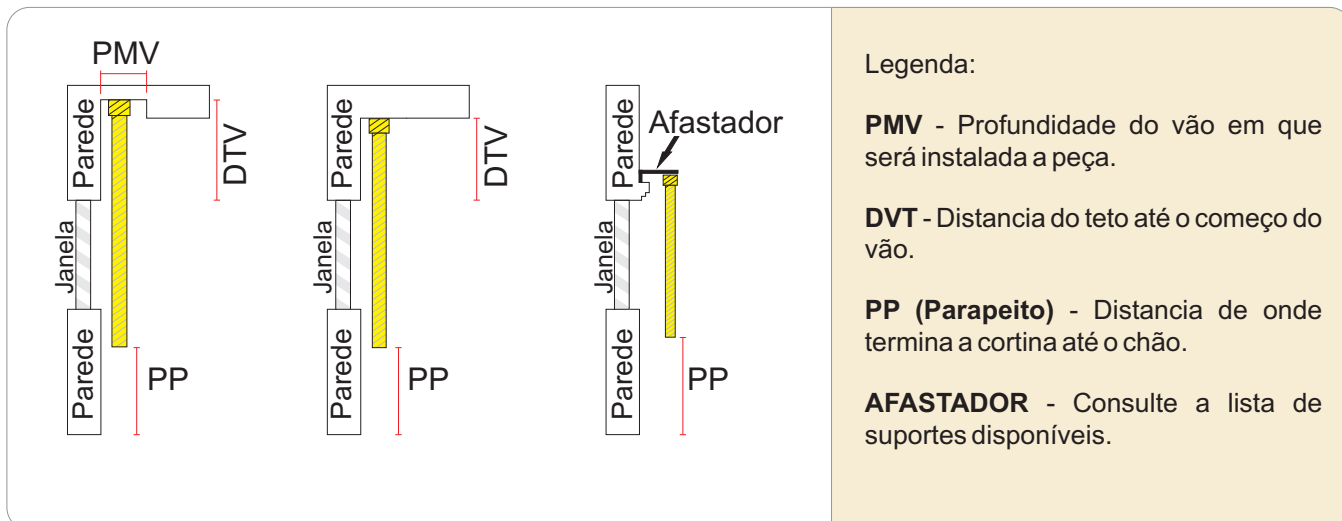 PMV
Parede
DTV
Janela
Parede
PP
Parede
DTV
Janela
Parede
PP
Afastador
Parede
Janela
Parede
PP
Legenda:
PMV - Profundidade do vão em que
será instalada a peça.
DVT - Distancia do teto até o começo do
vão.
PP (Parapeito) - Distancia de onde
termina a cortina até o chão.
AFASTADOR - Consulte a lista de
suportes disponíveis.